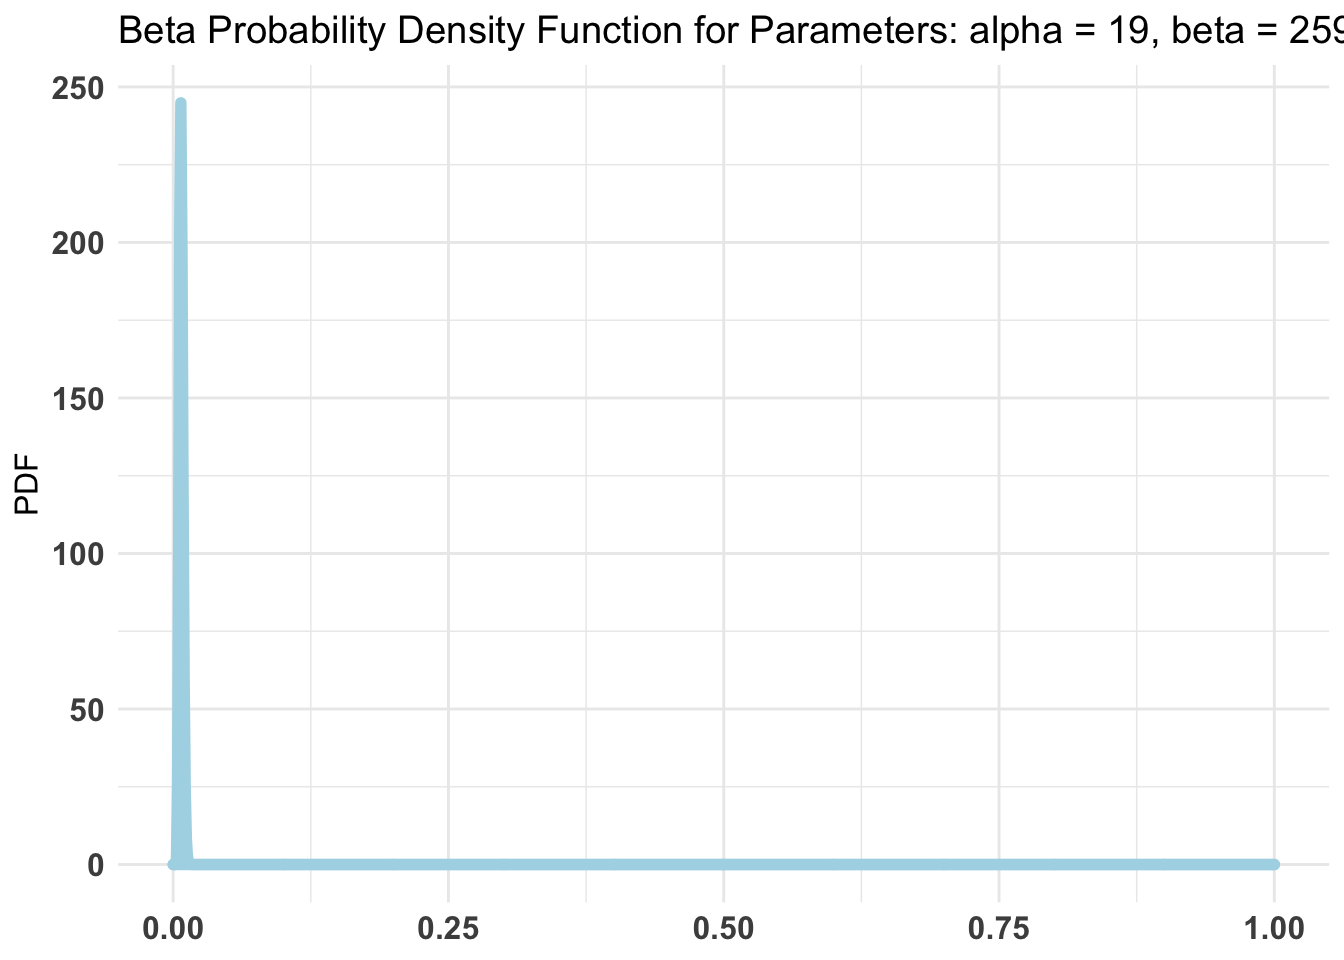 Beta Probability Density Function for Parameters: alpha = 19, beta = 259
250
200
150
100
50
0
PDF
0.00 0.25 0.50 0.75 1.00